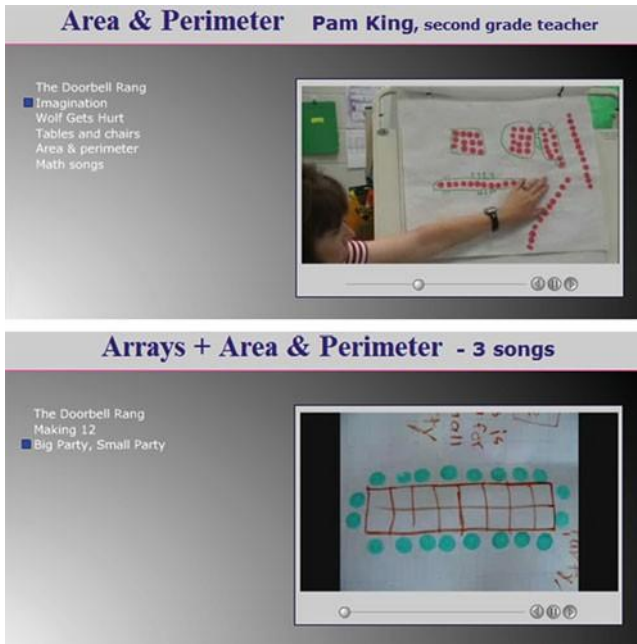 Area & Perimeter Pam King, second grade teacher
The Doorbell Rang
Imagination
Wolf Gets Hurt
Tables and chairs
Area & perimeter
Math songs
Arrays + Area & Perimeter - 3 songs
The Doorbell Rang
Making 12
Big Party, Small Party